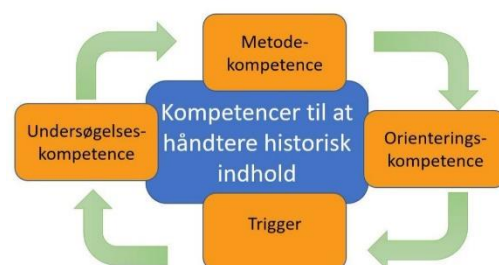 Metode-
kompetence
Kompetencer til at
håndtere historisk
indhold
Undersøgelses-
kompetence
Orienterings-
kompetence
Trigger